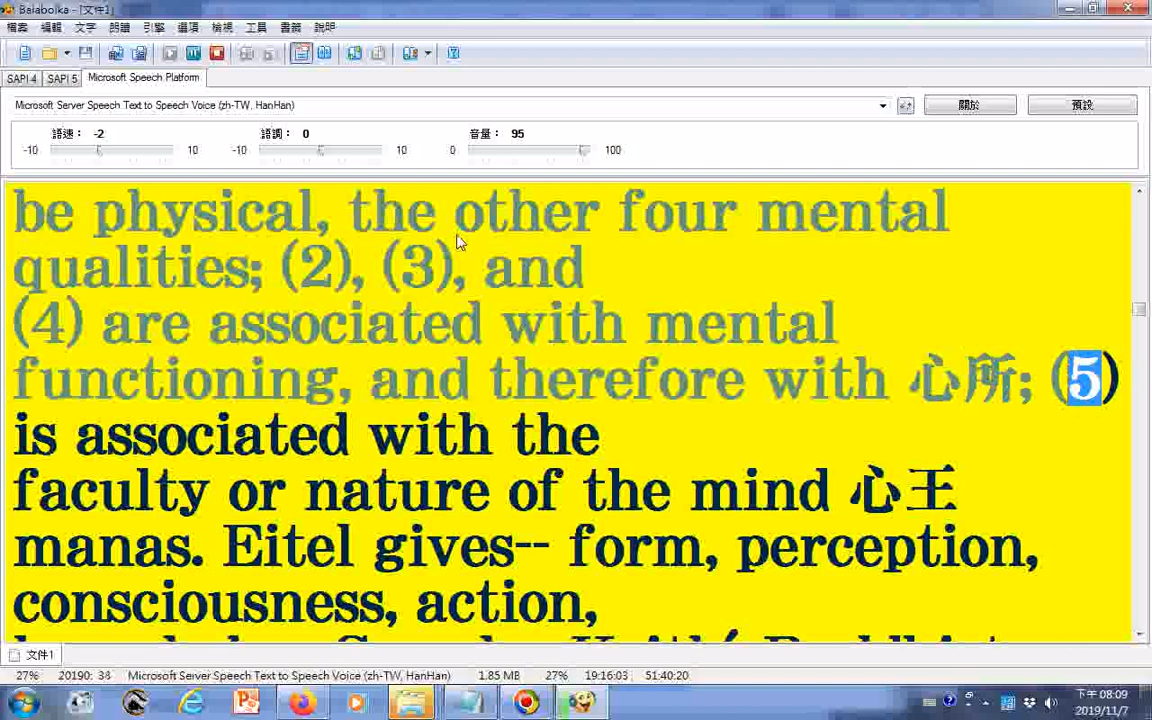 Balabolka - [文件1]
檔案 編輯 文字 朗讀 引擎 選項 檢視 工具 書籤 說明
SAPI 4 SAPI 5 Microsoft Speech Platform
Microsoft Server Speech Text to Speech Voice (zh-TW, HanHan) 關於 預設
語速： -2 語調： 0 音量： 95
-10 10 -10 10 0 100
be physical, the other four mental
qualities; (2), (3), and
(4) are associated with mental
functioning, and therefore with 心所; (5)
is associated with the
faculty or nature of the mind 心王
manas. Eitel gives-- form, perception,
consciousness, action,
文件1
27% 20190: 38 Microsoft Server Speech Text to Speech Voice (zh-TW, HanHan) 1.85 MB 27% 19:16:03 51:40:20
下午 08:09
2019/11/7